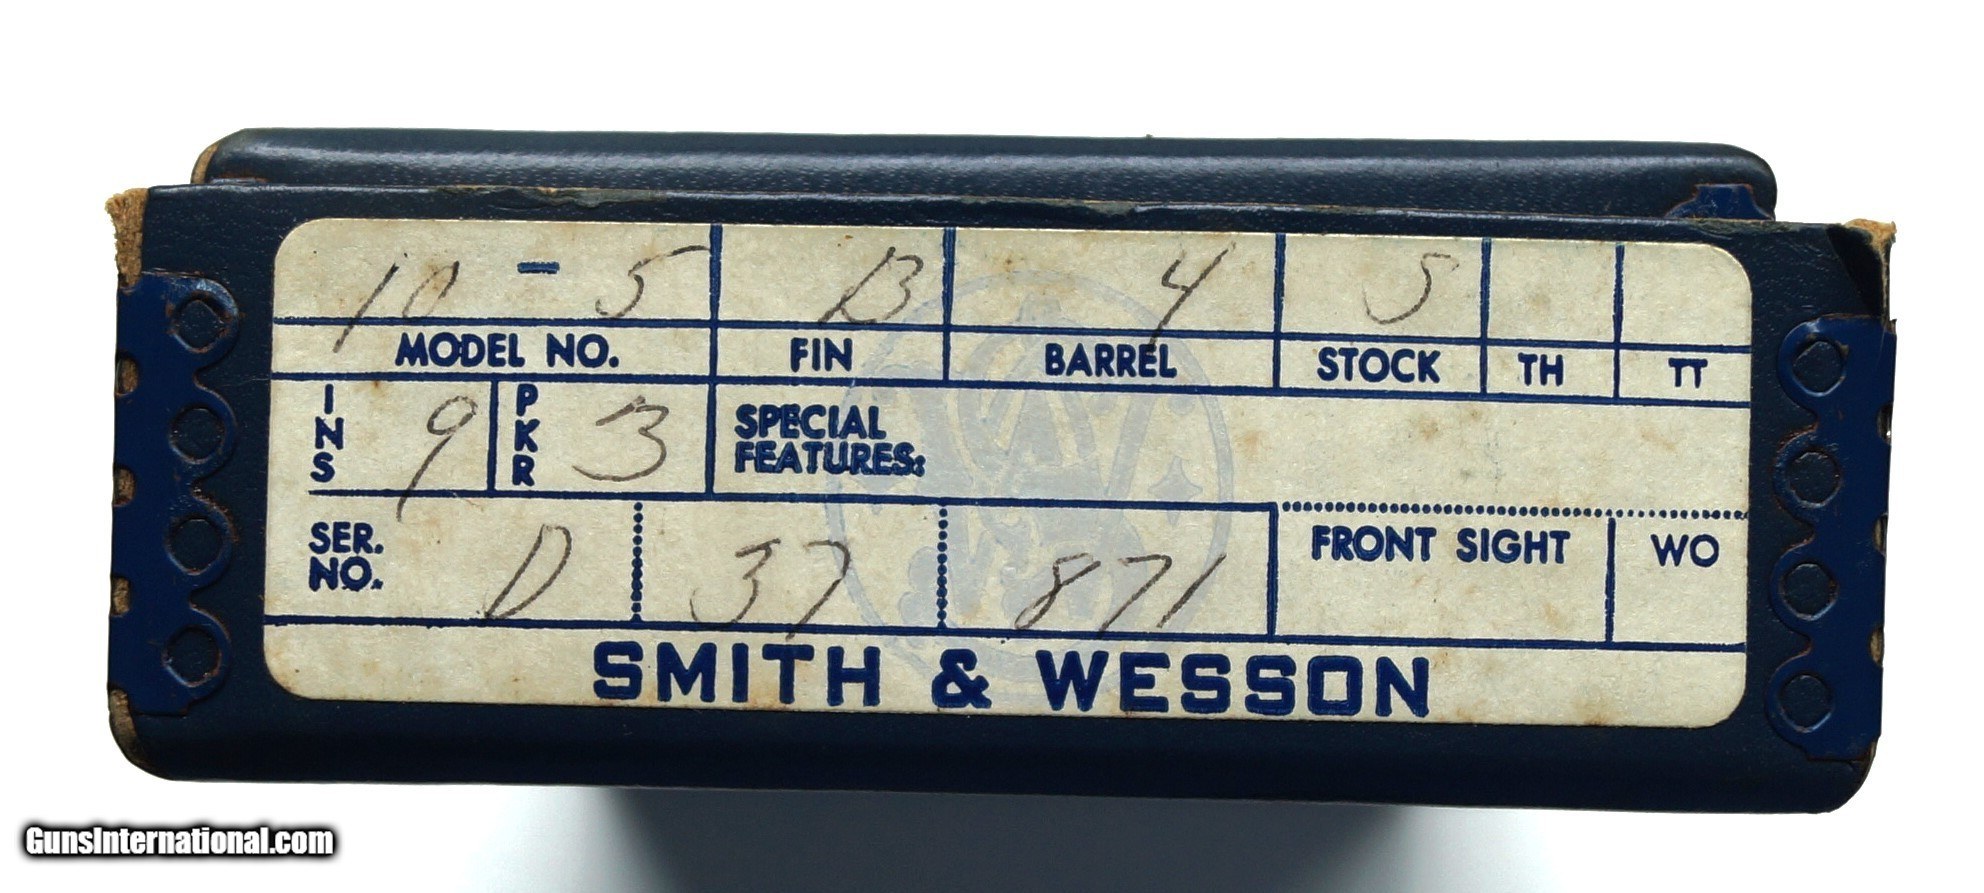 10 - 5 B 4 S
MODEL NO. FIN BARREL STOCK TH TT
INS 9 PKR 3 SPECIAL
FEATURES:
SER.
NO. D 37 871 FRONT SIGHT WO
SMITH & WESSON
GunsInternational.com